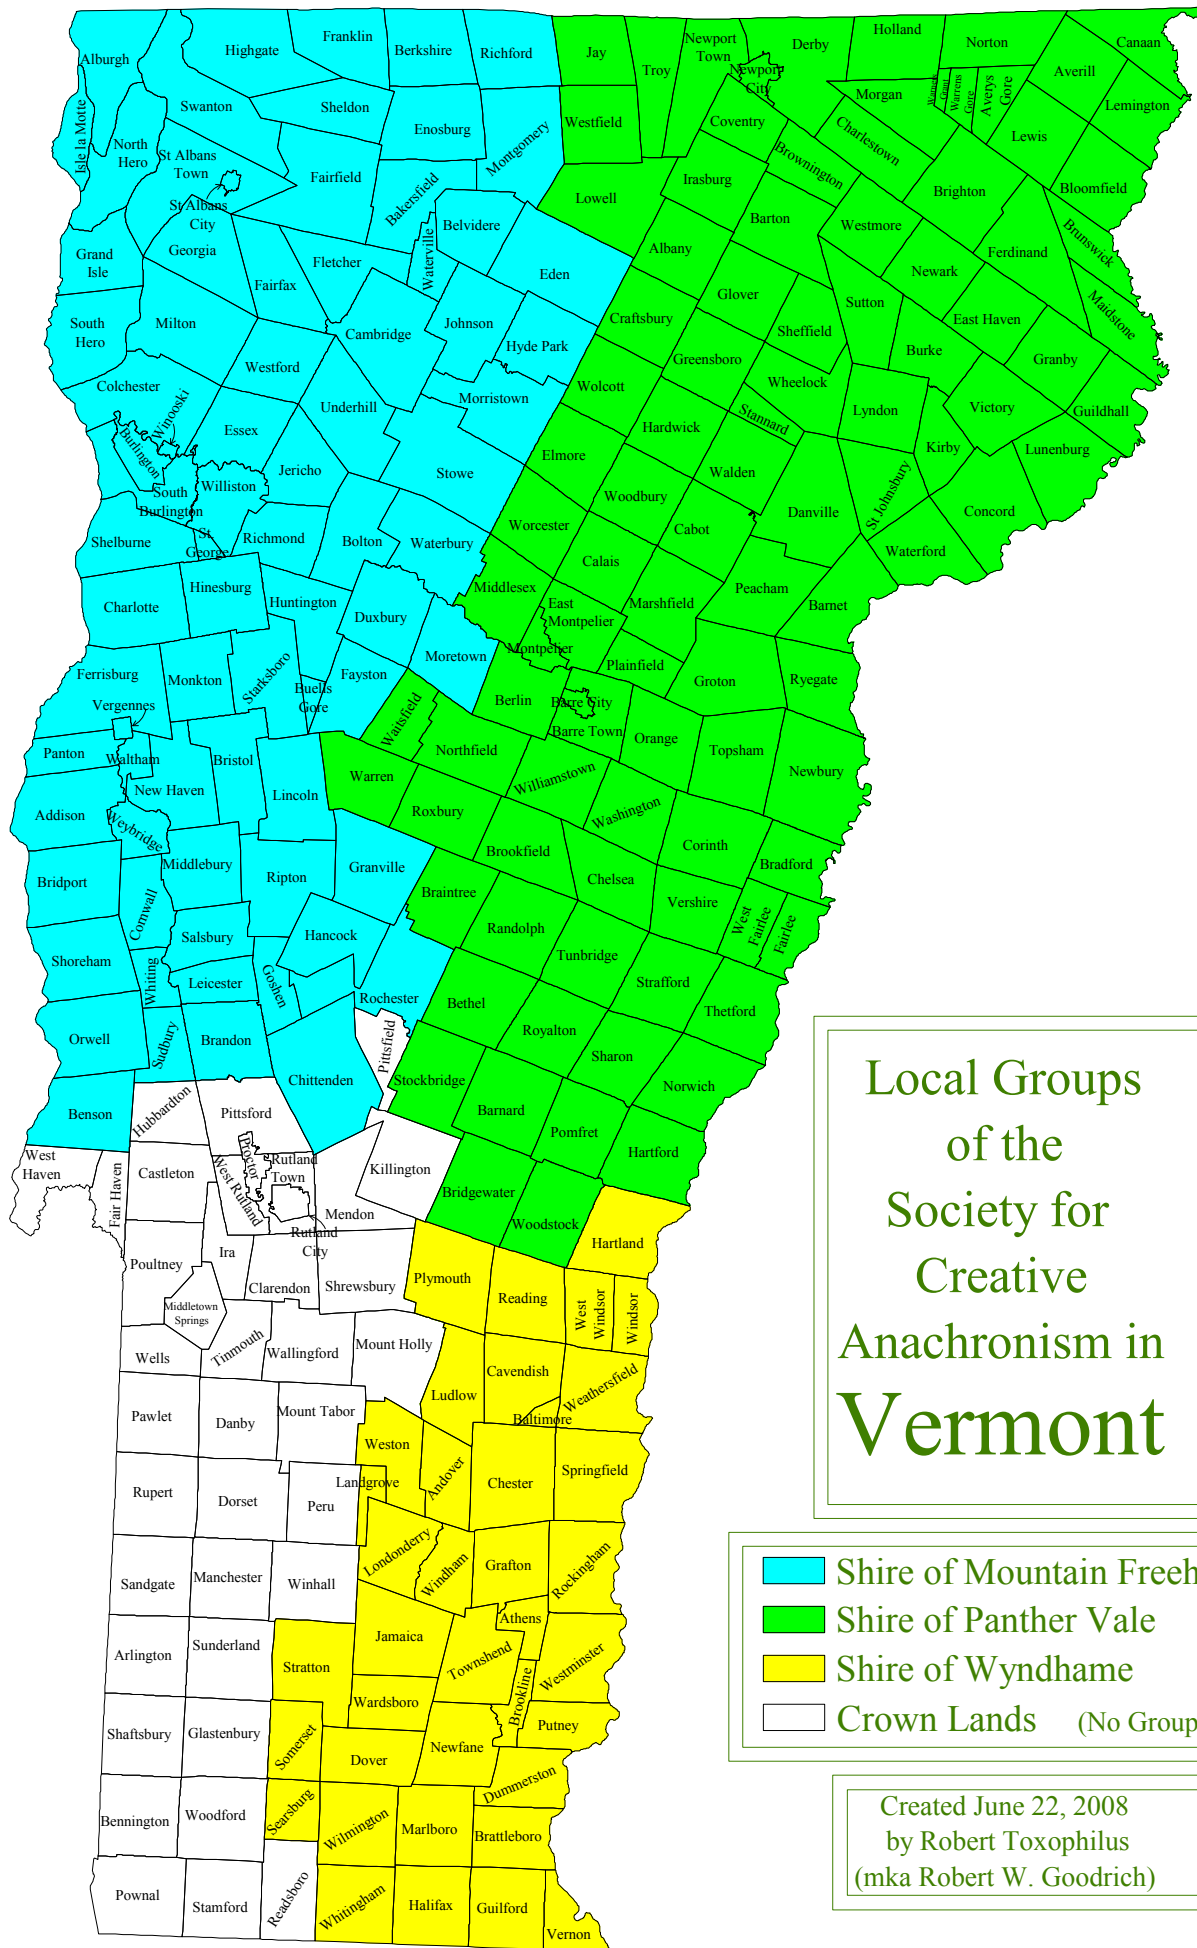 Alburgh
Highgate
Franklin
Berkshire
Richford
Jay
Troy
Newport
Town
Newport
City
Derby
Holland
Norton
Canaan
Averill
Lemington
Isle la Motte
North
Hero
Swanton
Sheldon
Enosburg
Montgomery
Westfield
Coventry
Morgan
Warners
Grant
Warrens
Gore
Averys
Gore
Lewis
Bloomfield
St Albans
Town
St Albans
City
Fairfield
Bakersfield
Waterville
Belvidere
Lowell
Irasburg
Brownington
Charlestown
Brighton
Brunswick
Grand
Isle
Georgia
Fairfax
Fletcher
Eden
Albany
Barton
Westmore
Newark
Ferdinand
Maidstone
South
Hero
Milton
Westford
Cambridge
Johnson
Hyde Park
Craftsbury
Glover
Sheffield
Sutton
Burke
East Haven
Granby
Colchester
Winooski
Burlington
South
Burlington
Essex
Underhill
Morristown
Wolcott
Greensboro
Wheelock
Stannard
Lyndon
Victory
Guildhall
Williston
Jericho
Stowe
Elmore
Hardwick
Walden
Kirby
Lunenburg
Shelburne
St.
George
Richmond
Bolton
Waterbury
Worcester
Woodbury
Cabot
Danville
St Johnsbury
Concord
Waterford
Charlotte
Hinesburg
Huntington
Duxbury
Middlesex
Calais
Marshfield
Peacham
Barnet
East
Montpelier
Montpelier
Ferrisburg
Vergennes
Monkton
Starksboro
Buells
Gore
Fayston
Moretown
Berlin
Plainfield
Groton
Ryegate
Panton
Waltham
New Haven
Bristol
Lincoln
Warren
Waitsfield
Northfield
Barre City
Barre Town
Orange
Topsham
Newbury
Addison
Weybridge
Middlebury
Ripton
Granville
Roxbury
Williamstown
Washington
Corinth
Bradford
Bridport
Cornwall
Salsbury
Hancock
Braintree
Brookfield
Chelsea
Vershire
West
Fairlee
Fairlee
Shoreham
Whiting
Leicester
Goshen
Rochester
Randolph
Tunbridge
Strafford
Thetford
Orwell
Sudbury
Brandon
Chittenden
Pittsfield
Bethel
Royalton
Sharon
Norwich
Benson
Hubbardton
Pittsford
Stockbridge
Barnard
Pomfret
Hartford
West
Haven
Fair Haven
Castleton
Proctor
West Rutland
Rutland
Town
Rutland
City
Mendon
Killington
Bridgewater
Woodstock
Hartland
Poultney
Ira
Clarendon
Shrewsbury
Plymouth
Reading
West
Windsor
Windsor
Middletown
Springs
Wells
Tinmouth
Wallingford
Mount Holly
Ludlow
Cavendish
Baltimore
Weathersfield
Pawlet
Danby
Mount Tabor
Weston
Andover
Chester
Springfield
Rupert
Dorset
Peru
Landgrove
Londonderry
Windham
Grafton
Rockingham
Sandgate
Manchester
Winhall
Jamaica
Townshend
Athens
Westminster
Arlington
Sunderland
Stratton
Wardsboro
Brookline
Putney
Shaftsbury
Glastenbury
Somerset
Dover
Newfane
Dummerston
Bennington
Woodford
Searsburg
Wilmington
Marlboro
Brattleboro
Pownal
Stamford
Readsboro
Whitingham
Halifax
Guilford
Vernon
Local Groups
of the
Society for
Creative
Anachronism in
Vermont
Shire of Mountain Freeh
Shire of Panther Vale
Shire of Wyndhame
Crown Lands (No Group
Created June 22, 2008
by Robert Toxophilus
(mka Robert W. Goodrich)